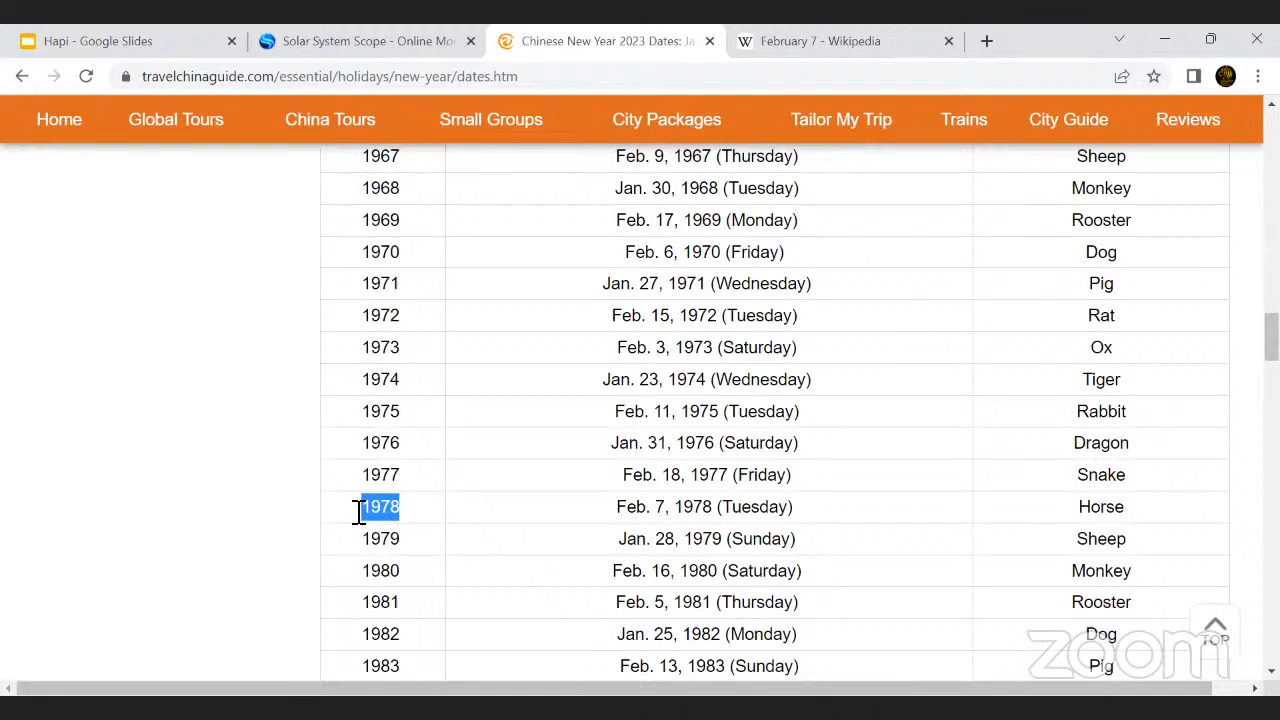 Hapi - Google Slides
Solar System Scope - Online Mo
Chinese New Year 2023 Dates: Ja
February 7 - Wikipedia
travelchinaguide.com/essential/holidays/new-year/dates.htm
Home Global Tours China Tours Small Groups City Packages Tailor My Trip Trains City Guide Reviews
1967 Feb. 9, 1967 (Thursday) Sheep
1968 Jan. 30, 1968 (Tuesday) Monkey
1969 Feb. 17, 1969 (Monday) Rooster
1970 Feb. 6, 1970 (Friday) Dog
1971 Jan. 27, 1971 (Wednesday) Pig
1972 Feb. 15, 1972 (Tuesday) Rat
1973 Feb. 3, 1973 (Saturday) Ox
1974 Jan. 23, 1974 (Wednesday) Tiger
1975 Feb. 11, 1975 (Tuesday) Rabbit
1976 Jan. 31, 1976 (Saturday) Dragon
1977 Feb. 18, 1977 (Friday) Snake
1978 Feb. 7, 1978 (Tuesday) Horse
1979 Jan. 28, 1979 (Sunday) Sheep
1980 Feb. 16, 1980 (Saturday) Monkey
1981 Feb. 5, 1981 (Thursday) Rooster
1982 Jan. 25, 1982 (Monday) Dog
1983 Feb. 13, 1983 (Sunday) Pig
TOP
zoom